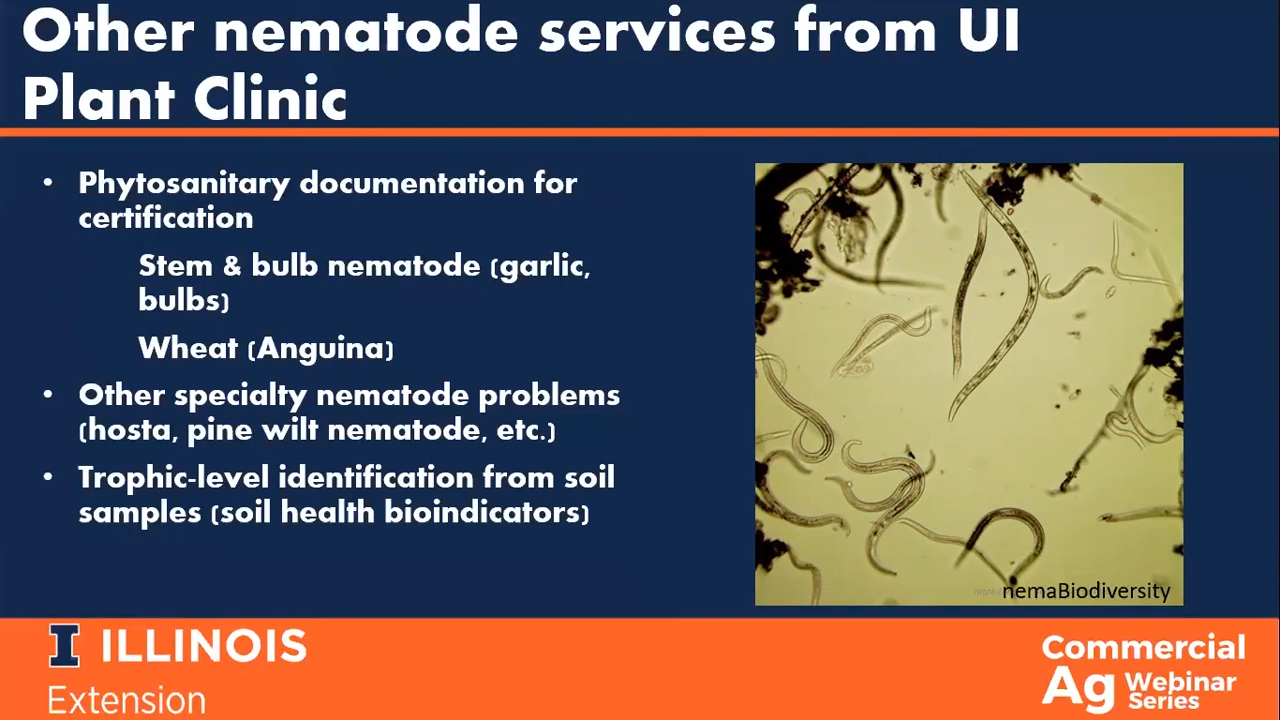 Other nematode services from UI
Plant Clinic
• Phytosanitary documentation for
certification
Stem & bulb nematode (garlic,
bulbs)
Wheat (Anguina)
• Other specialty nematode problems
(hosta, pine wilt nematode, etc.)
• Trophic-level identification from soil
samples (soil health bioindicators)
nemaBiodiversity
I ILLINOIS
Extension
Commercial
Ag Webinar
Series